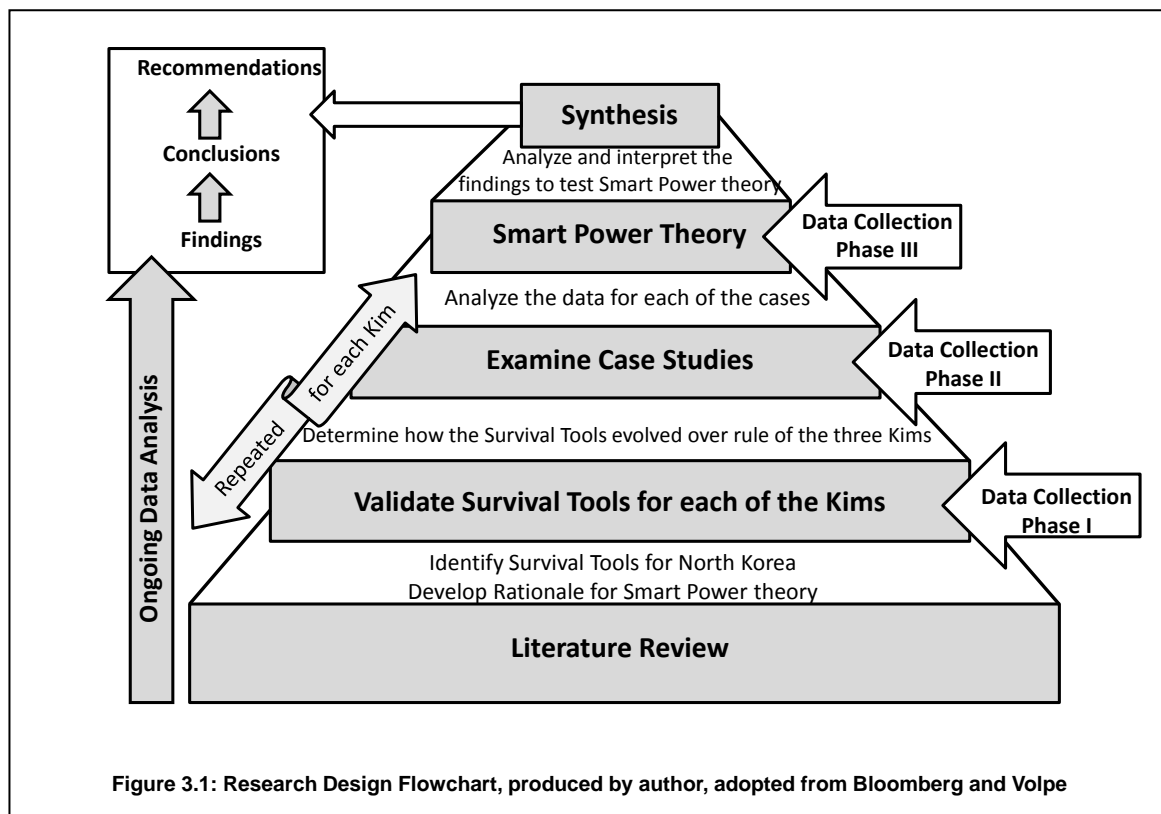 Recommendations
Conclusions
Findings
Synthesis
Analyze and interpret the
findings to test Smart Power theory
Smart Power Theory
Data Collection
Phase III
Analyze the data for each of the cases
Examine Case Studies
Data Collection
Phase II
Repeated
for each Kim
Determine how the Survival Tools evolved over rule of the three Kims
Validate Survival Tools for each of the Kims
Data Collection
Phase I
Identify Survival Tools for North Korea
Develop Rationale for Smart Power theory
Literature Review
Ongoing Data Analysis
Figure 3.1: Research Design Flowchart, produced by author, adopted from Bloomberg and Volpe